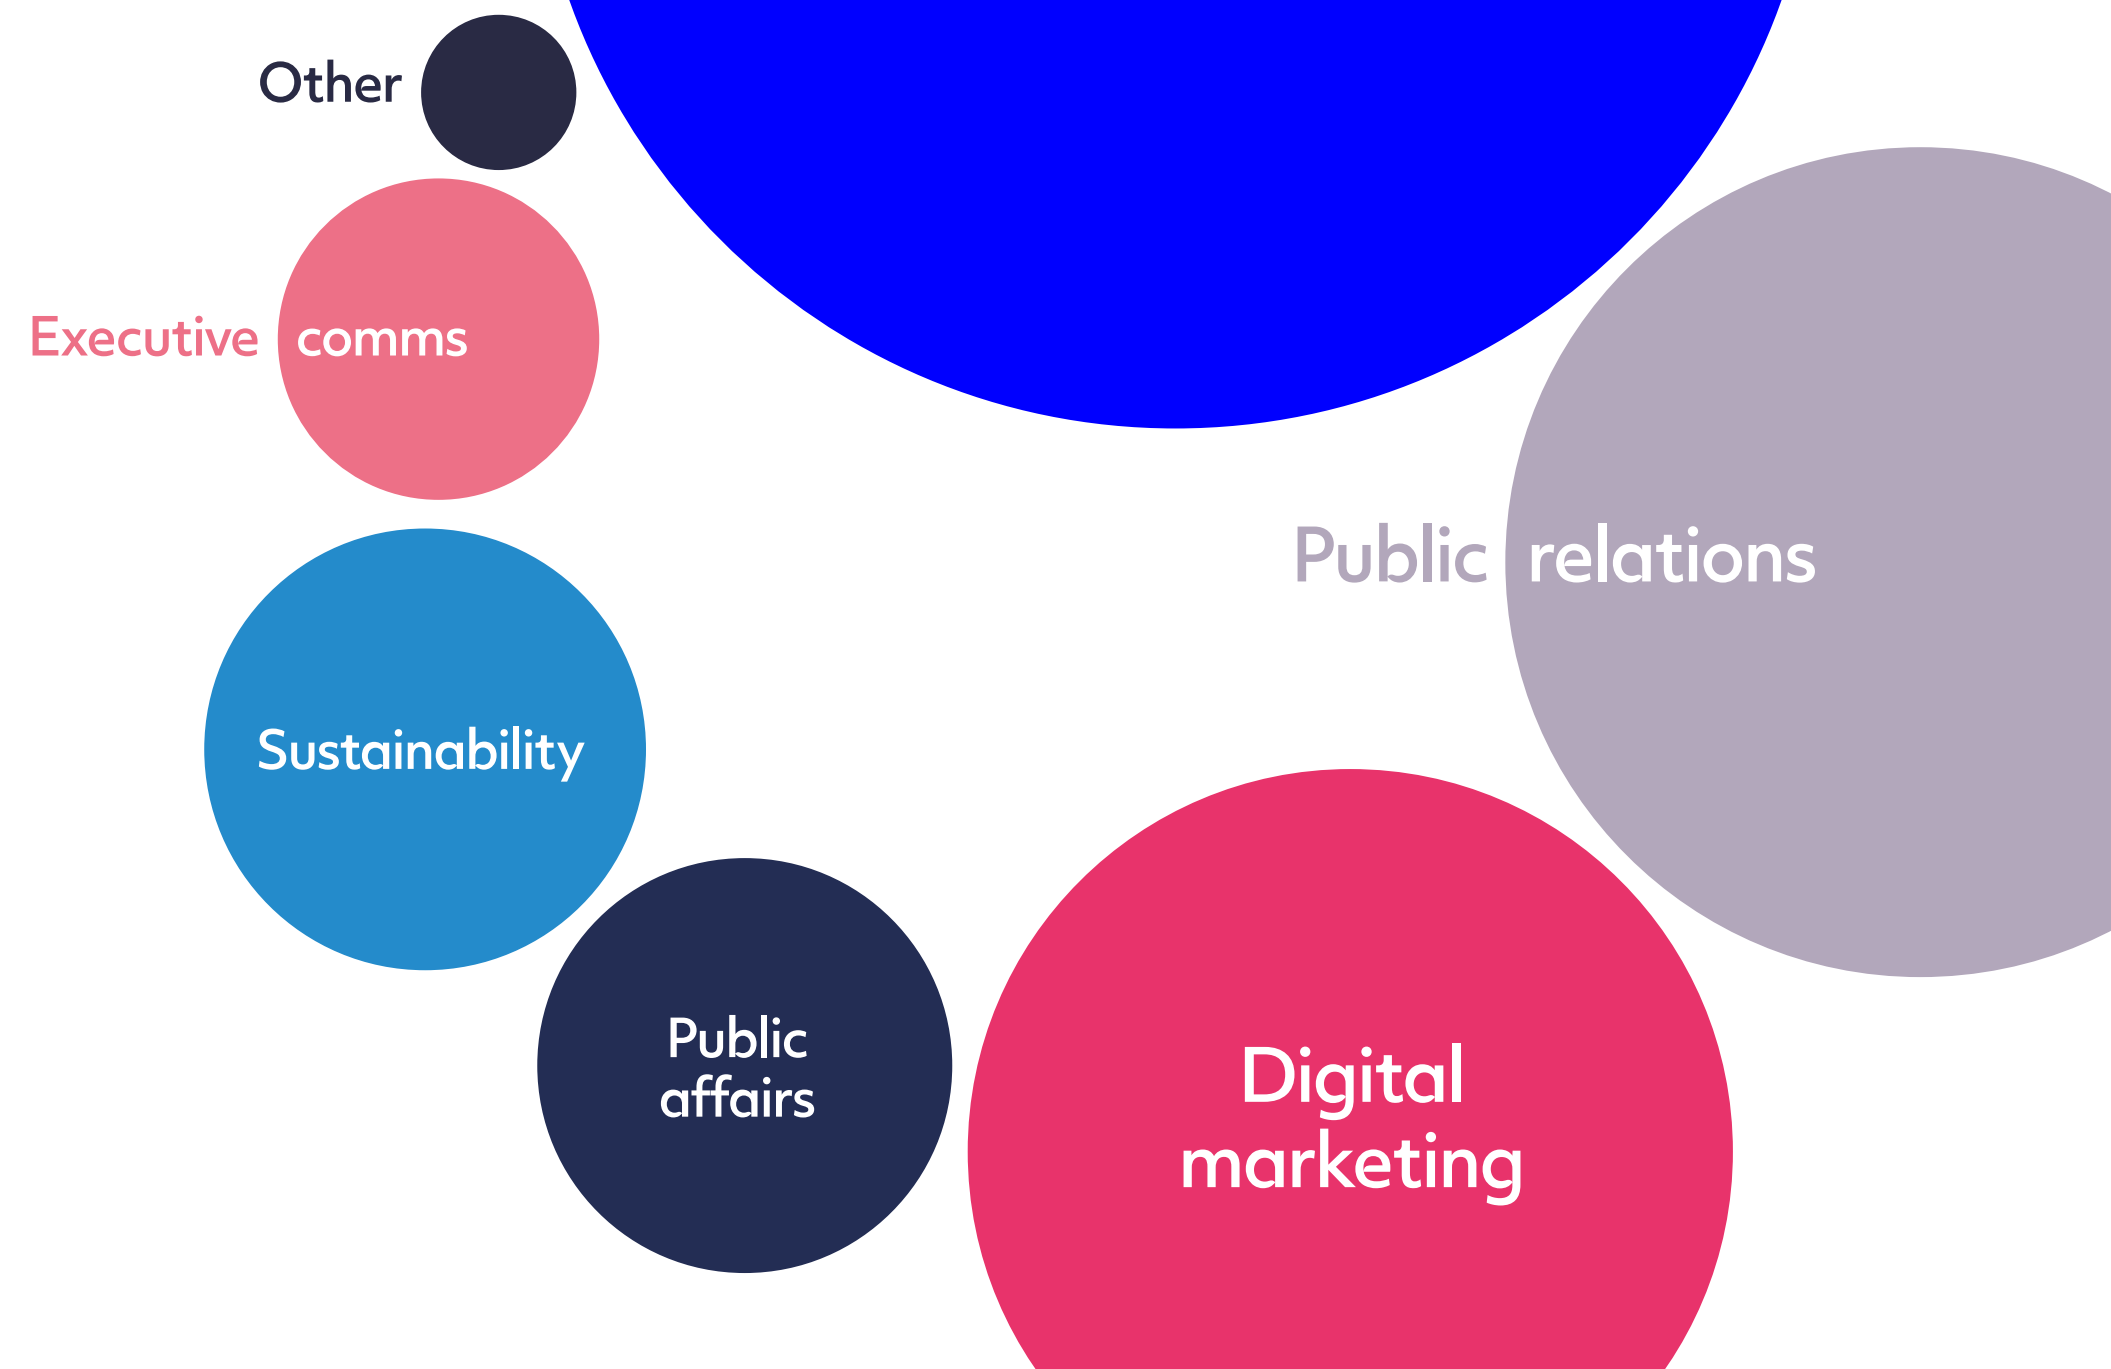 Other
Executive comms
Public relations
Sustainability
Public
affairs
Digital
marketing